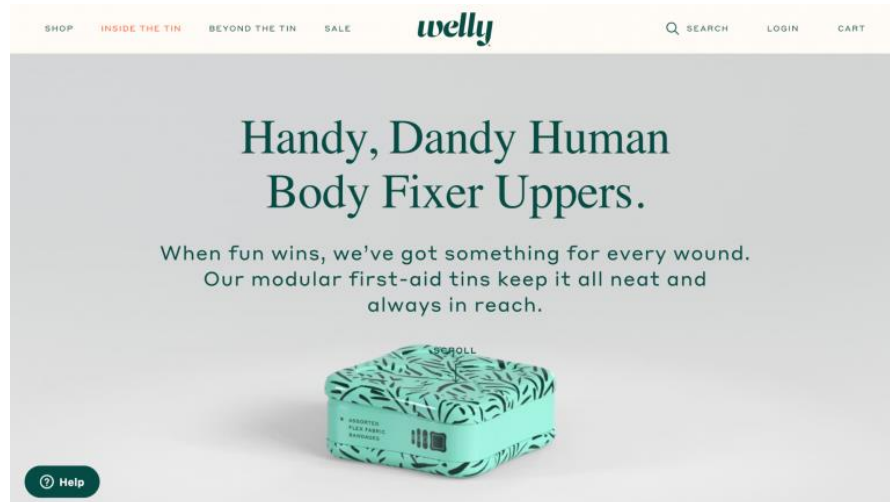 SHOP
INSIDE THE TIN
BEYOND THE TIN
SALE
welly
SEARCH
LOGIN
CART
Handy, Dandy Human
Body Fixer Uppers.
When fun wins, we've got something for every wound.
Our modular first-aid tins keep it all neat and
always in reach.
SCROLL
ASSORTED
FLEX FABRIC
BANDAGES
? Help